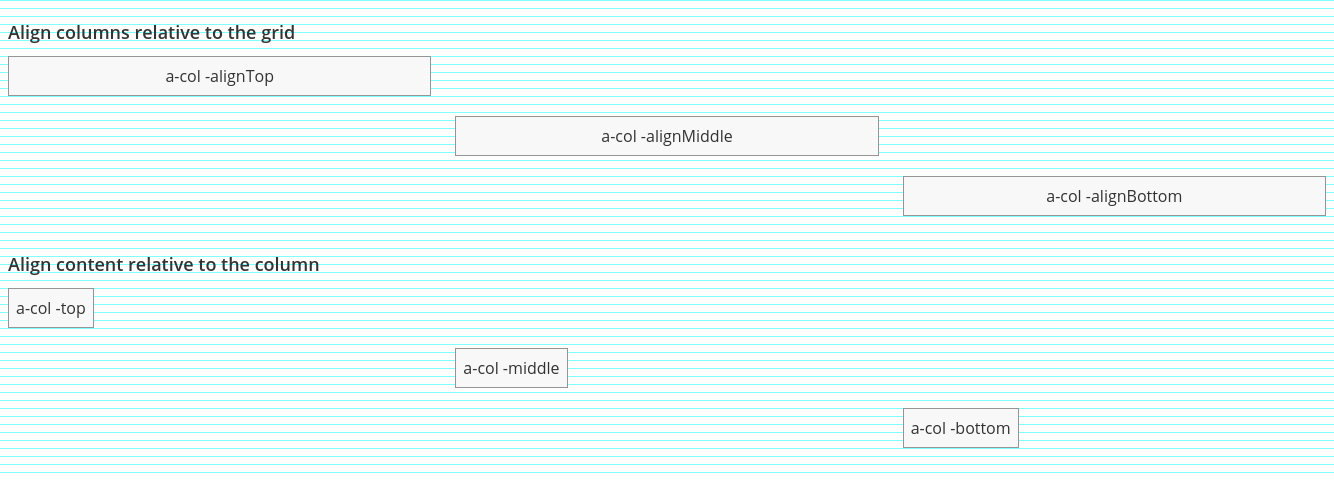 Align columns relative to the grid
a-col -alignTop
a-col -alignMiddle
a-col -alignBottom
Align content relative to the column
a-col -top
a-col -middle
a-col -bottom